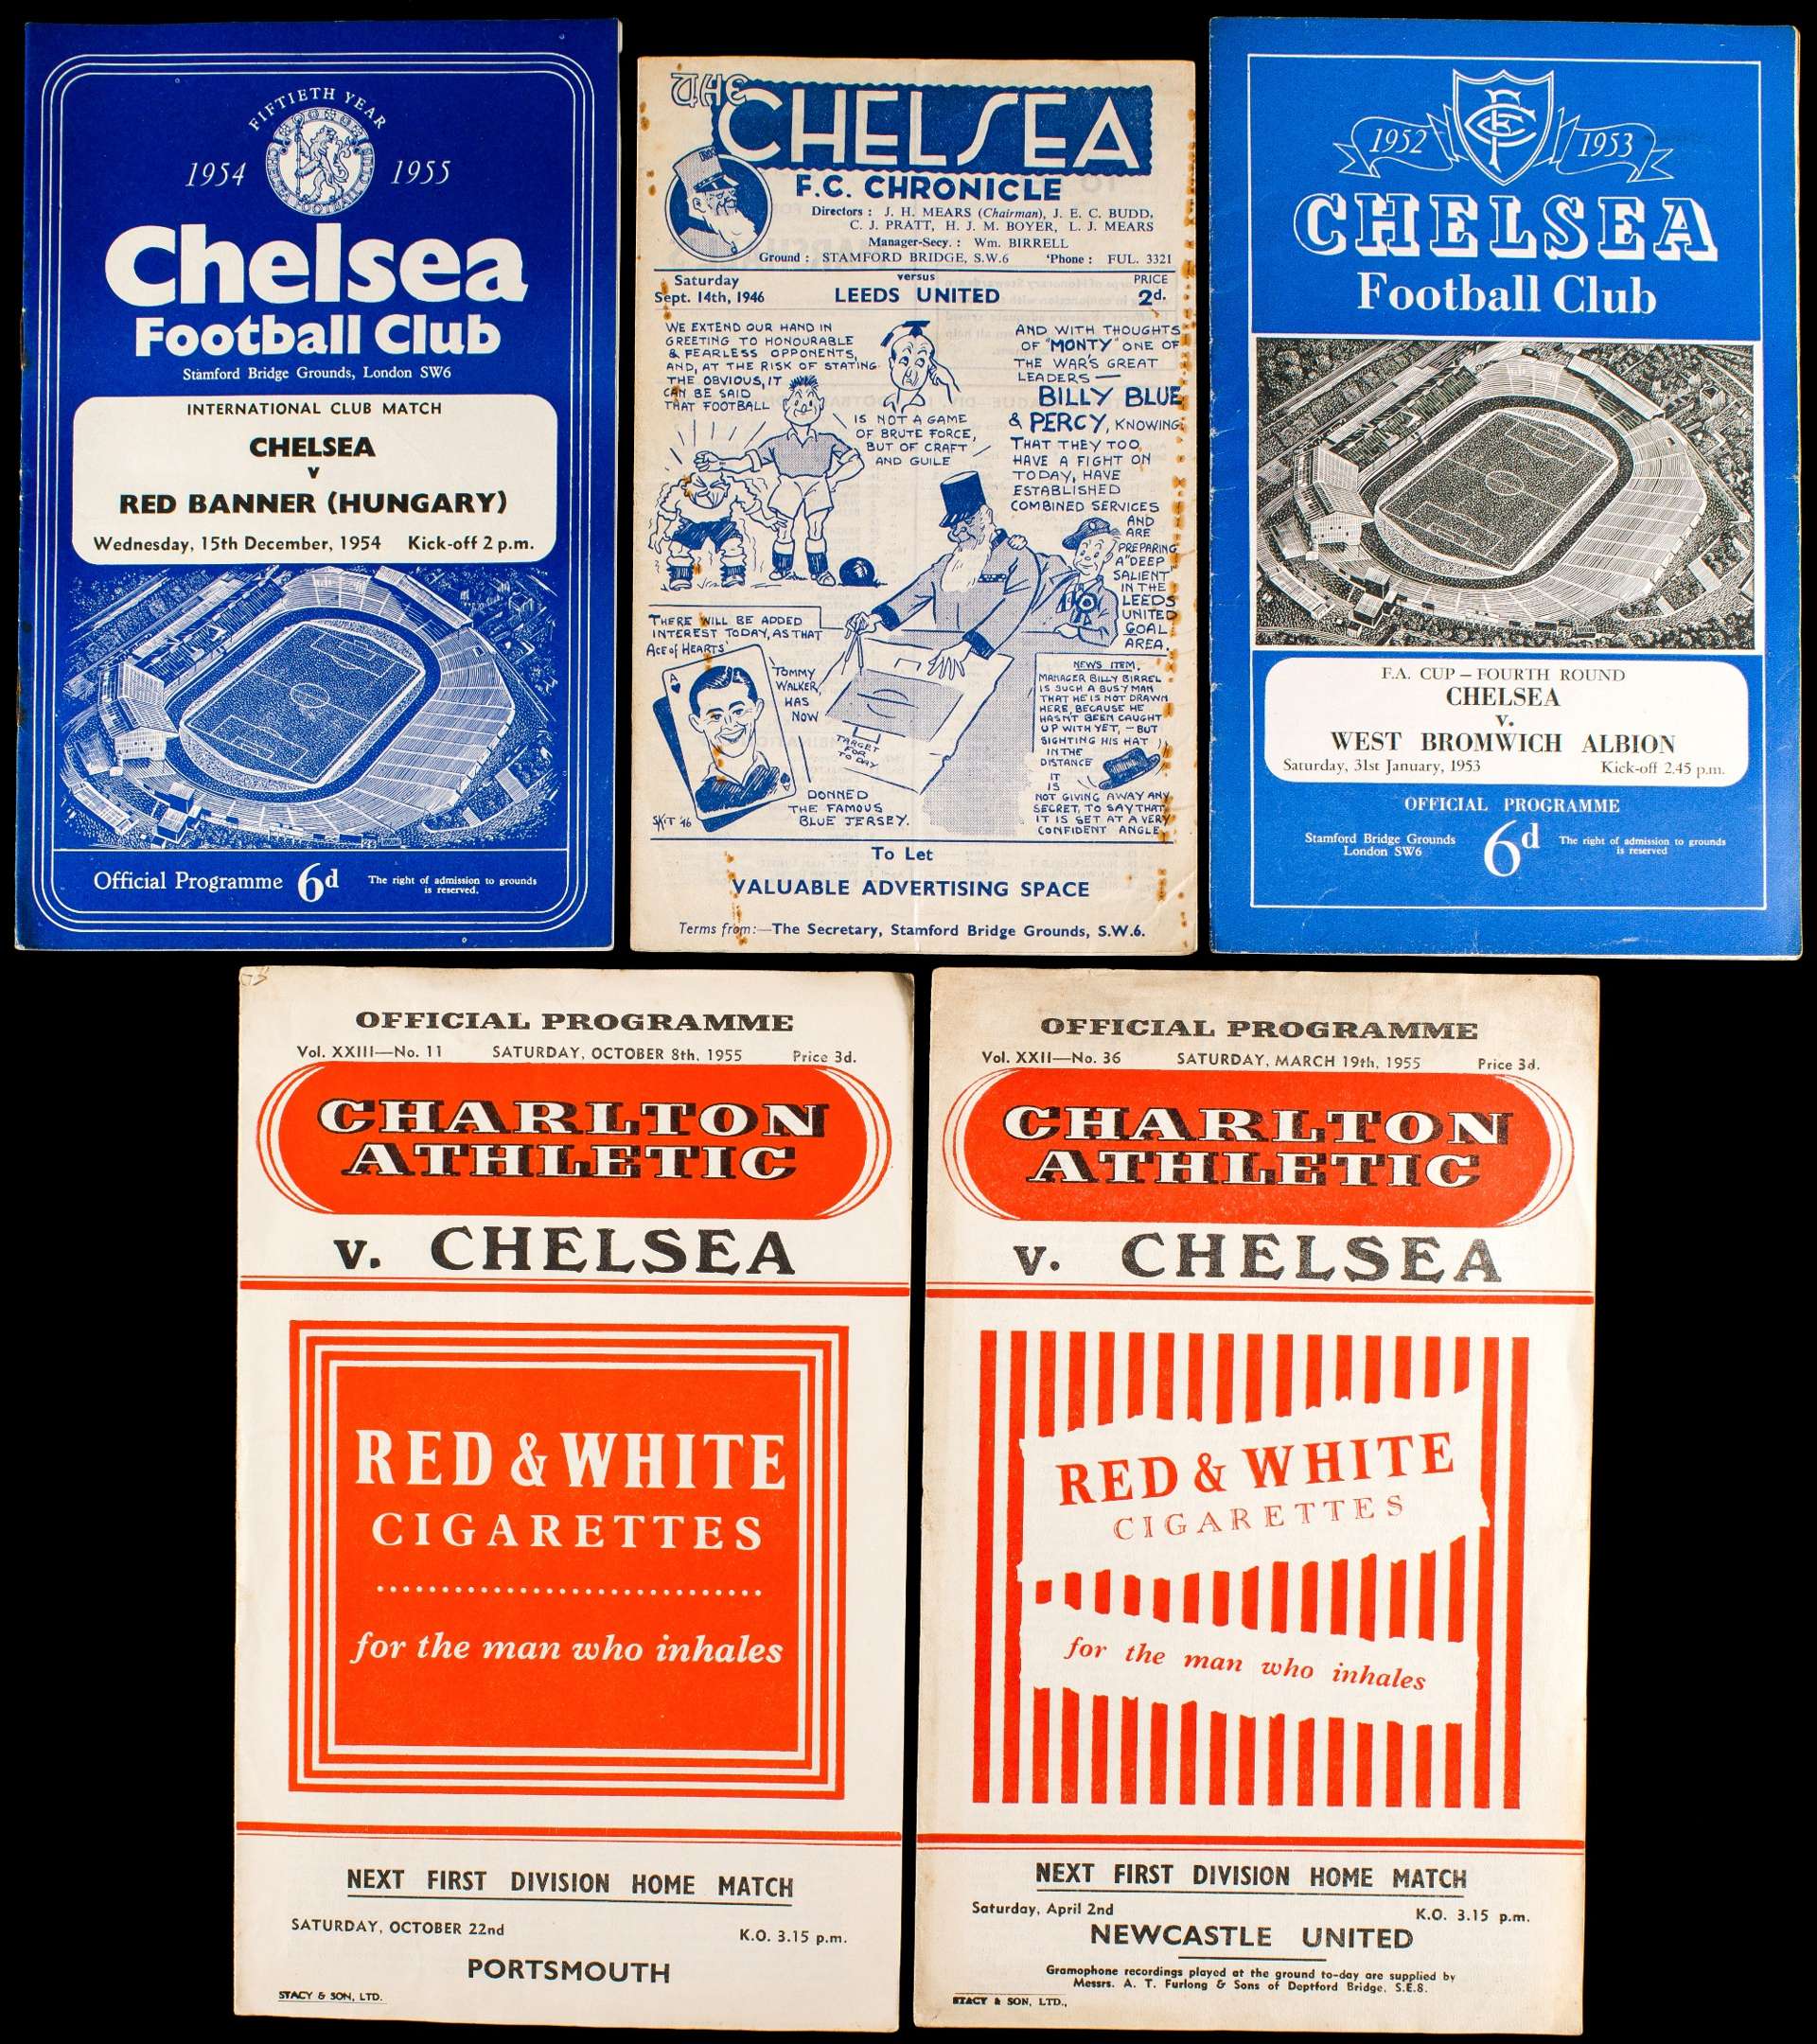 FIFTIETH YEAR
1954 1955
Chelsea
Football Club
Stamford Bridge Grounds, London SW6
INTERNATIONAL CLUB MATCH
CHELSEA
v
RED BANNER (HUNGARY)
Wednesday, 15th December, 1954 Kick-off 2 p.m.
Official Programme 6d The right of admission to grounds
is reserved.
THE
CHELSEA
F.C. CHRONICLE
Directors : J. H. MEARS (Chairman), J. E. C. BUDD,
C. J. PRATT, H. J. M. BOYER, L. J. MEARS
Manager-Secy. : Wm. BIRRELL
Ground : STAMFORD BRIDGE, S.W.6 'Phone : FUL. 3321
Saturday
Sept. 14th, 1946
versus
LEEDS UNITED
PRICE
2d.
WE EXTEND OUR HAND IN
GREETING TO HONOURABLE
& FEARLESS OPPONENTS,
AND, AT THE RISK OF STATING
THE OBVIOUS, IT
CAN BE SAID
THAT FOOTBALL
IS NOT A GAME
OF BRUTE FORCE,
BUT OF CRAFT
AND GUILE
AND WITH THOUGHTS
OF "MONTY" ONE OF
THE WAR'S GREAT
LEADERS —
BILLY BLUE
& PERCY, KNOWING
THAT THEY TOO,
HAVE A FIGHT ON
TODAY, HAVE
ESTABLISHED
COMBINED SERVICES
AND
ARE
PREPARING
A "DEEP
SALIENT"
IN THE
LEEDS
UNITED
GOAL
AREA.
THERE WILL BE ADDED
INTEREST TODAY, AS THAT
"Ace of Hearts"
A
TOMMY
WALKER,
HAS
NOW
DONNED
THE FAMOUS
BLUE JERSEY.
SKIT '46
TARGET
FOR
TO DAY
NEWS ITEM.
MANAGER BILLY BIRREL
IS SUCH A BUSY MAN
THAT HE IS NOT DRAWN
HERE, BECAUSE HE
HASN'T BEEN CAUGHT
UP WITH YET, – BUT
SIGHTING HIS HAT
IN THE
DISTANCE
IT
IS
NOT GIVING AWAY ANY
SECRET, TO SAY THAT
IT IS SET AT A VERY
CONFIDENT ANGLE
To Let
VALUABLE ADVERTISING SPACE
Terms from:—The Secretary, Stamford Bridge Grounds, S.W.6.
1952 CFC 1953
CHELSEA
Football Club
F.A. CUP – FOURTH ROUND
CHELSEA
v.
WEST BROMWICH ALBION
Saturday, 31st January, 1953 Kick-off 2.45 p.m.
OFFICIAL PROGRAMME
Stamford Bridge Grounds
London SW6
6d
The right of admission to grounds
is reserved
OFFICIAL PROGRAMME
Vol. XXIII—No. 11 SATURDAY, OCTOBER 8th, 1955 Price 3d.
CHARLTON
ATHLETIC
v. CHELSEA
RED & WHITE
CIGARETTES
for the man who inhales
NEXT FIRST DIVISION HOME MATCH
SATURDAY, OCTOBER 22nd K.O. 3.15 p.m.
PORTSMOUTH
STACY & SON, LTD.
OFFICIAL PROGRAMME
Vol. XXII—No. 36 SATURDAY, MARCH 19th, 1955 Price 3d.
CHARLTON
ATHLETIC
v. CHELSEA
RED & WHITE
CIGARETTES
for the man who inhales
NEXT FIRST DIVISION HOME MATCH
Saturday, April 2nd K.O. 3.15 p.m.
NEWCASTLE UNITED
Gramophone recordings played at the ground to-day are supplied by
Messrs. A. T. Furlong & Sons of Deptford Bridge, S.E.8.
STACY & SON, LTD.,